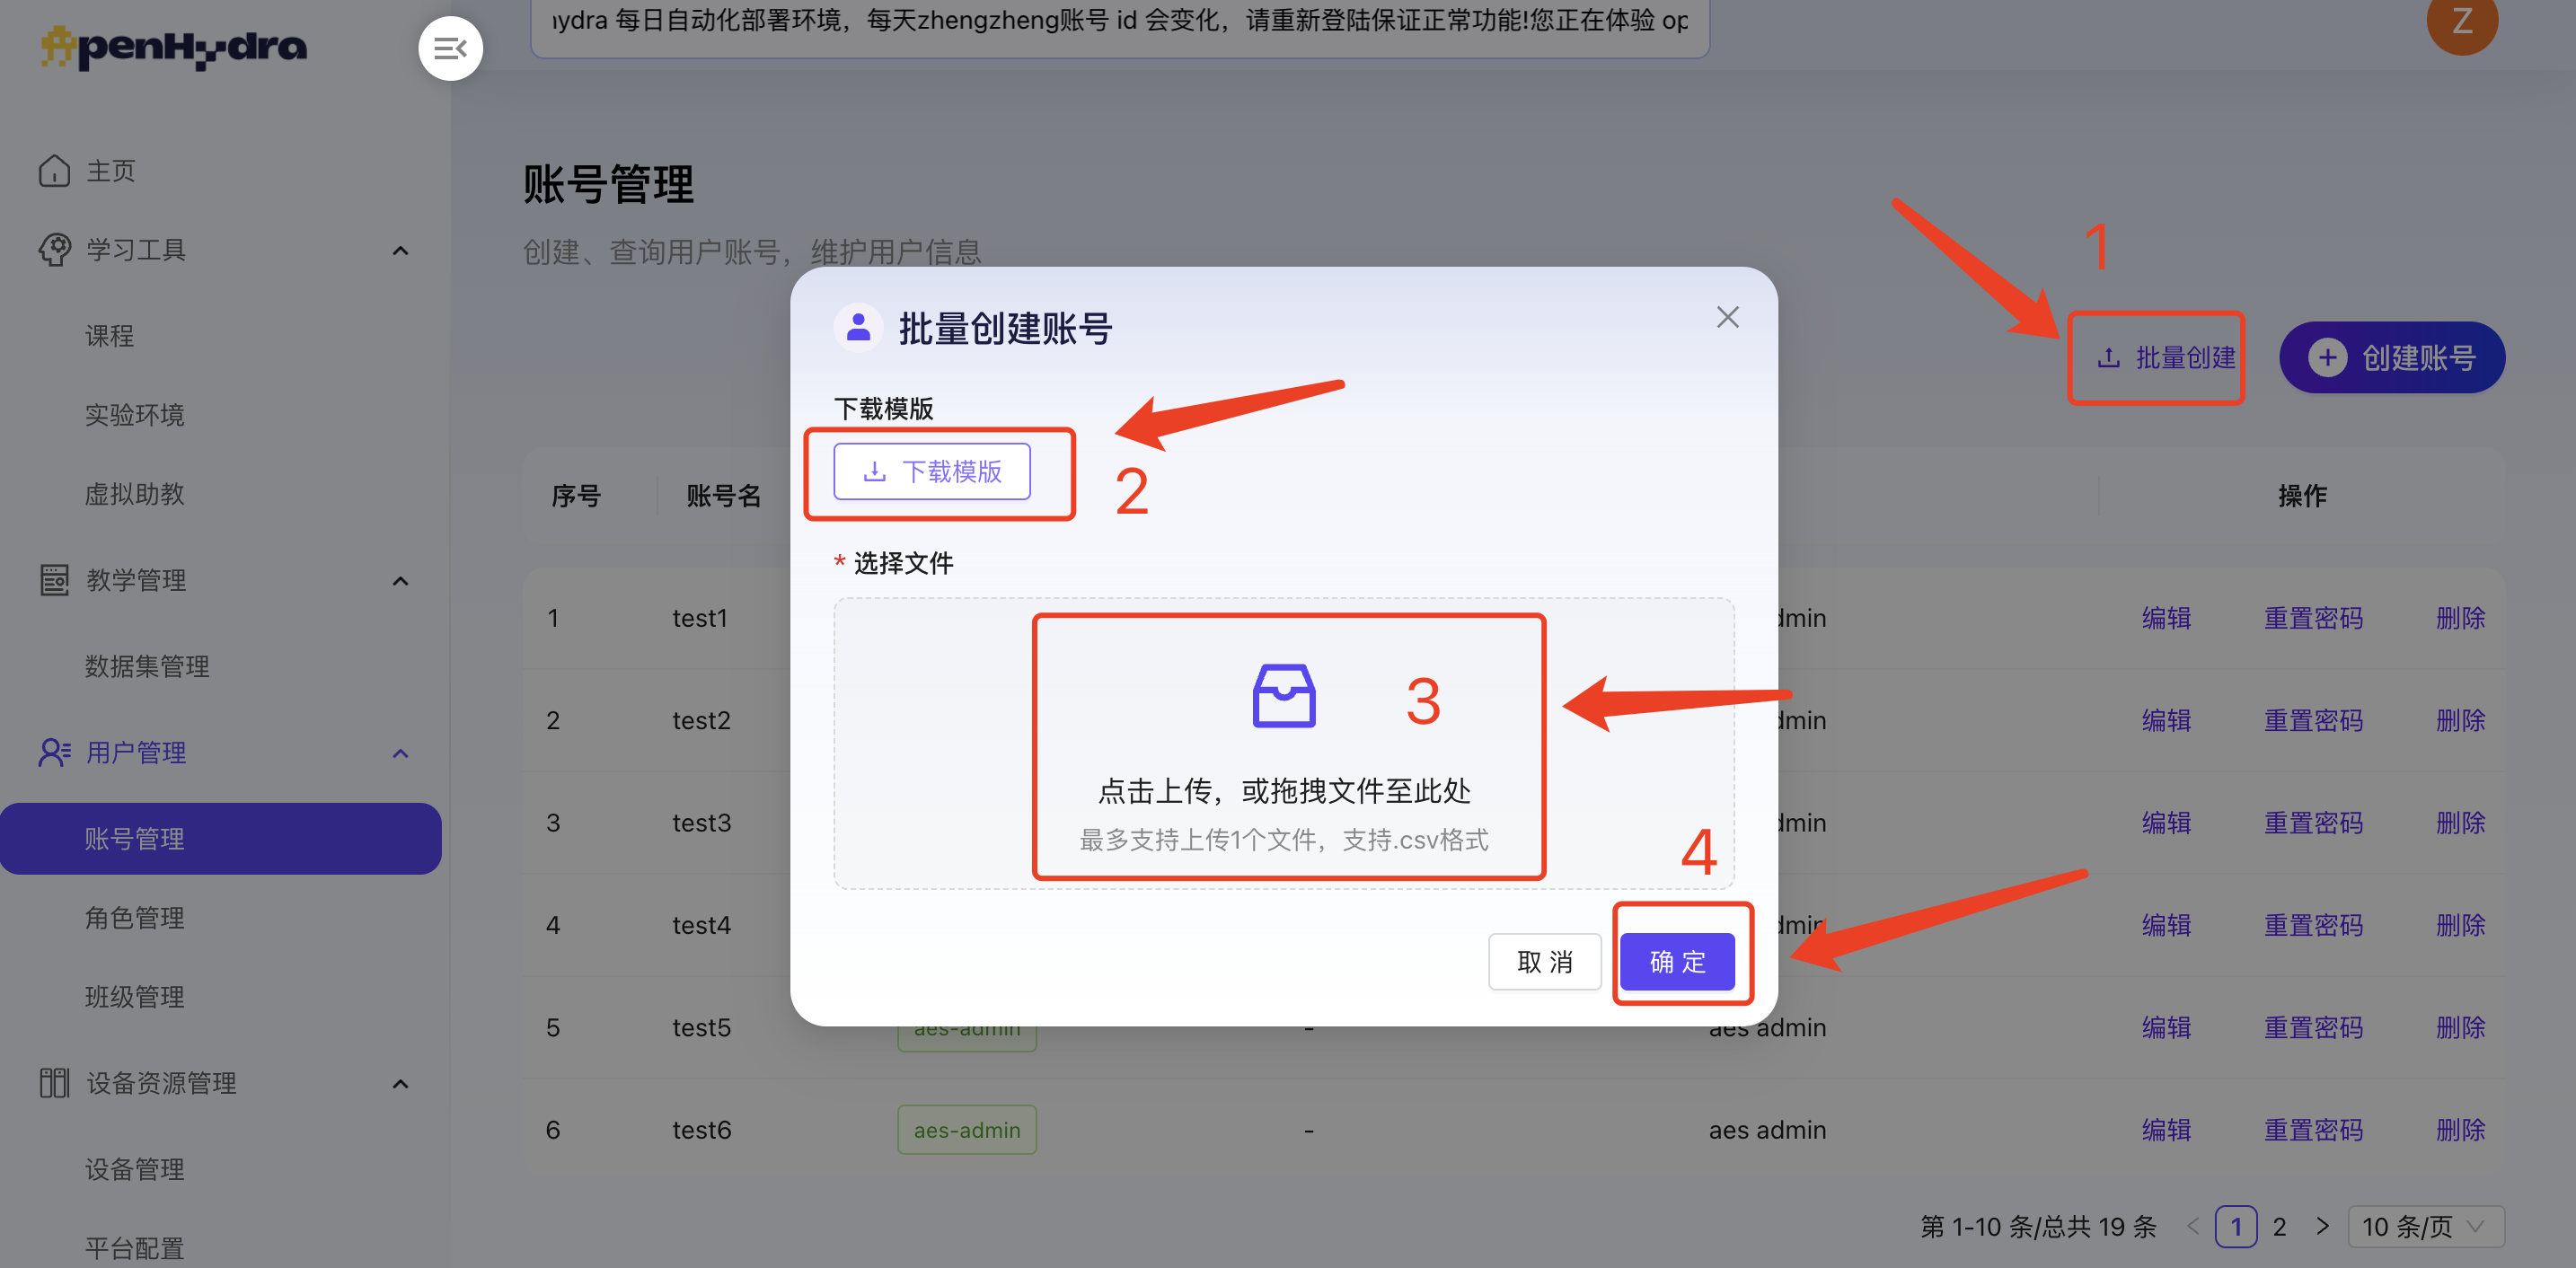 OpenHydra
hydra 每日自动化部署环境，每天zhengzheng账号 id 会变化，请重新登陆保证正常功能!您正在体验 op
Z
主页
学习工具
课程
实验环境
虚拟助教
教学管理
数据集管理
用户管理
账号管理
角色管理
班级管理
设备资源管理
设备管理
平台配置
账号管理
创建、查询用户账号，维护用户信息
1
批量创建
创建账号
批量创建账号
下载模版
下载模版
2
* 选择文件
3
点击上传，或拖拽文件至此处
最多支持上传1个文件，支持.csv格式
4
取 消
确 定
序号 账号名 操作
1 test1 dmin 编辑 重置密码 删除
2 test2 dmin 编辑 重置密码 删除
3 test3 dmin 编辑 重置密码 删除
4 test4 dmin 编辑 重置密码 删除
5 test5 aes-admin - aes admin 编辑 重置密码 删除
6 test6 aes-admin - aes admin 编辑 重置密码 删除
第 1-10 条/总共 19 条 < 1 2 > 10 条/页